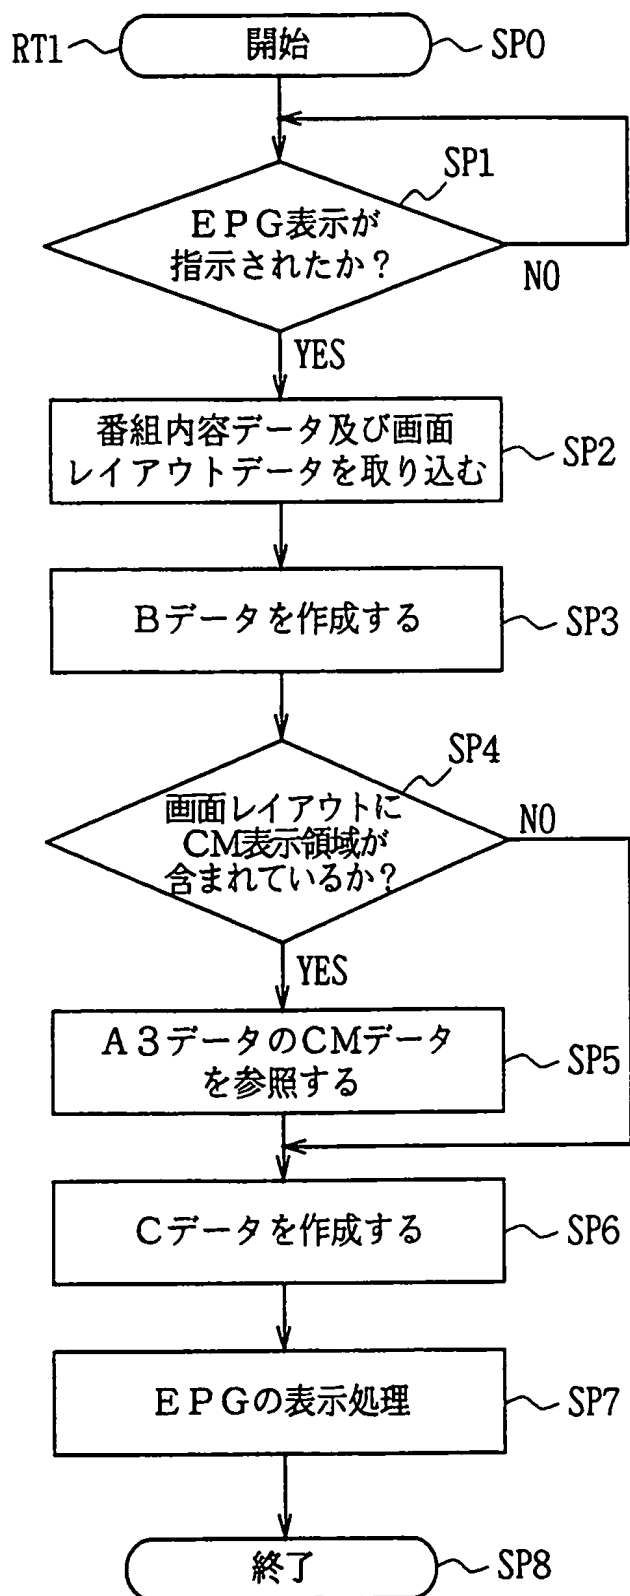 RT1
開始
SP0
SP1
EPG表示が
指示されたか？
NO
YES
番組内容データ及び画面
レイアウトデータを取り込む
SP2
Bデータを作成する
SP3
SP4
画面レイアウトに
CM表示領域が
含まれているか？
NO
YES
A3データのCMデータ
を参照する
SP5
Cデータを作成する
SP6
EPGの表示処理
SP7
終了
SP8